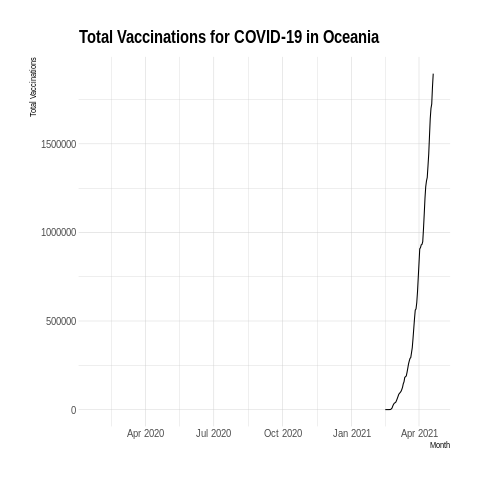 Total Vaccinations for COVID-19 in Oceania
Total Vaccinations
1500000
1000000
500000
0
Apr 2020 Jul 2020 Oct 2020 Jan 2021 Apr 2021
Month